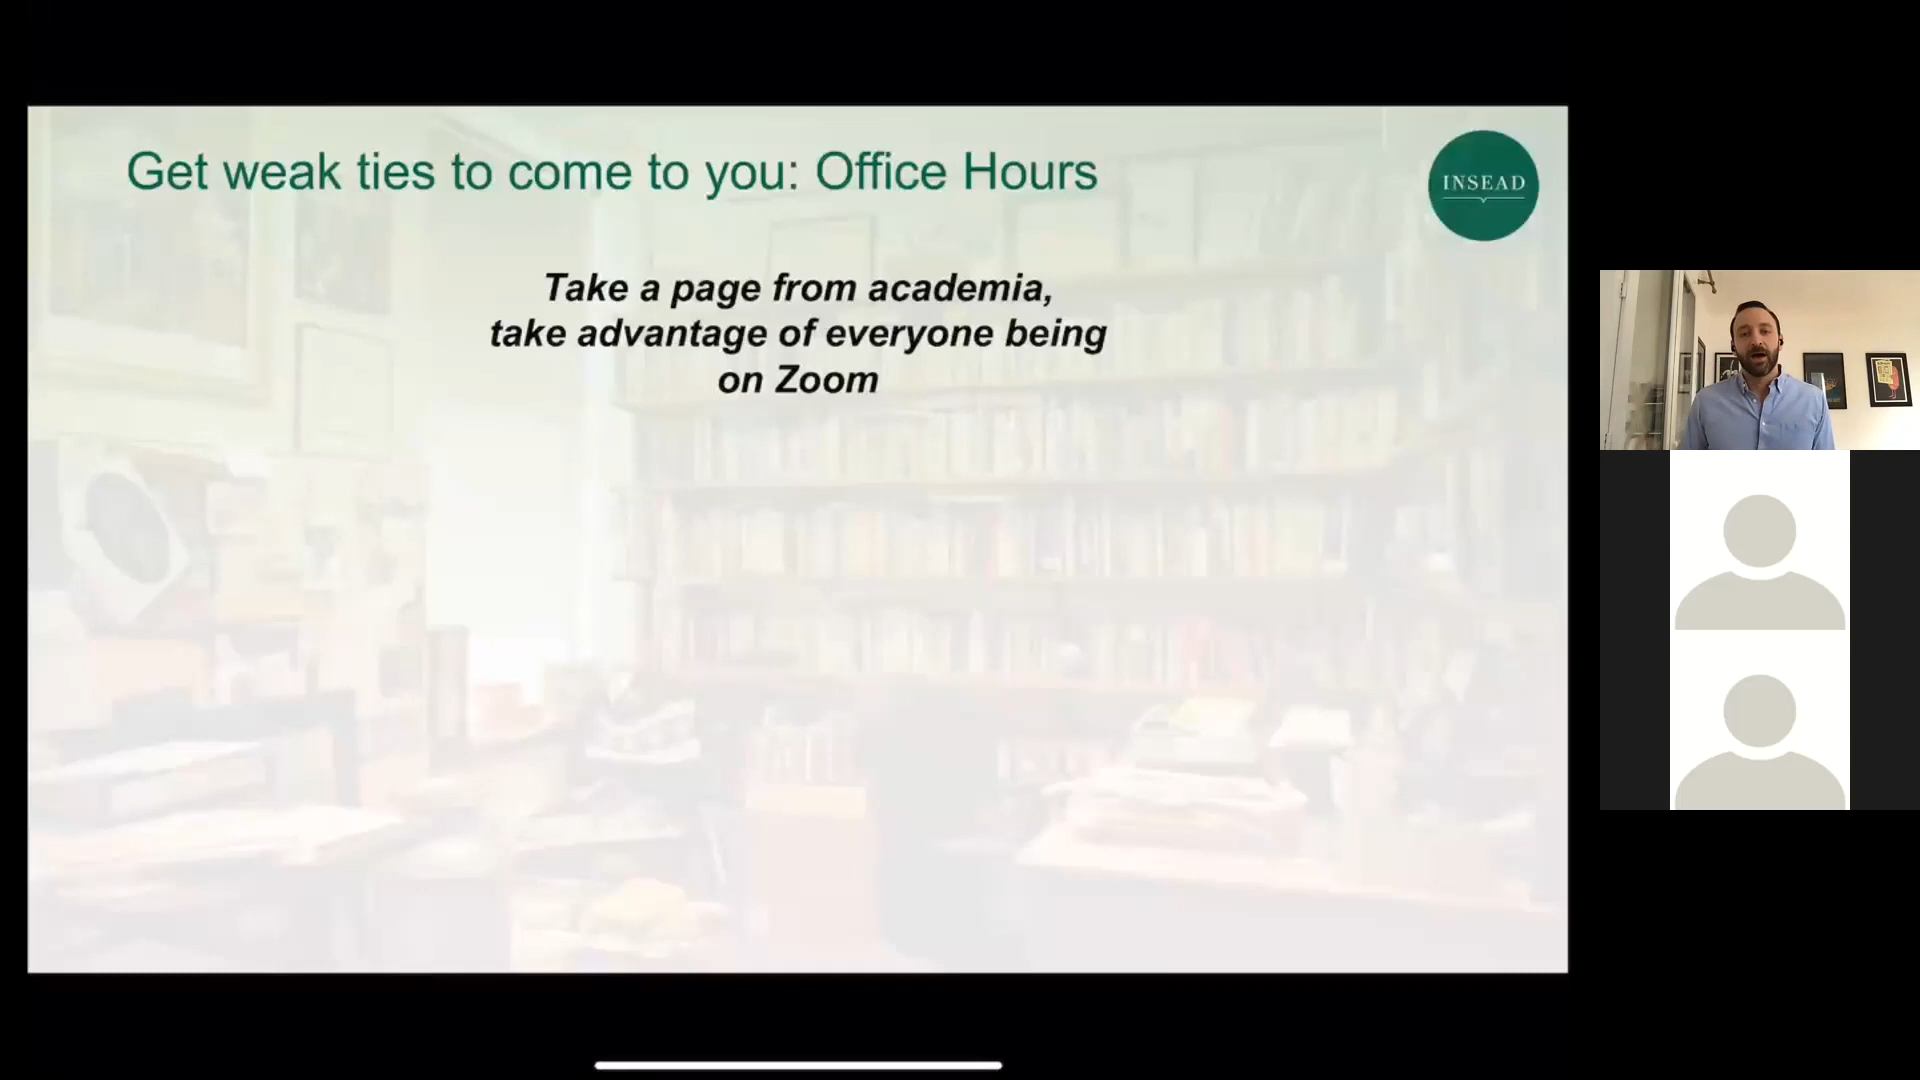 Get weak ties to come to you: Office Hours
INSEAD
Take a page from academia,
take advantage of everyone being
on Zoom